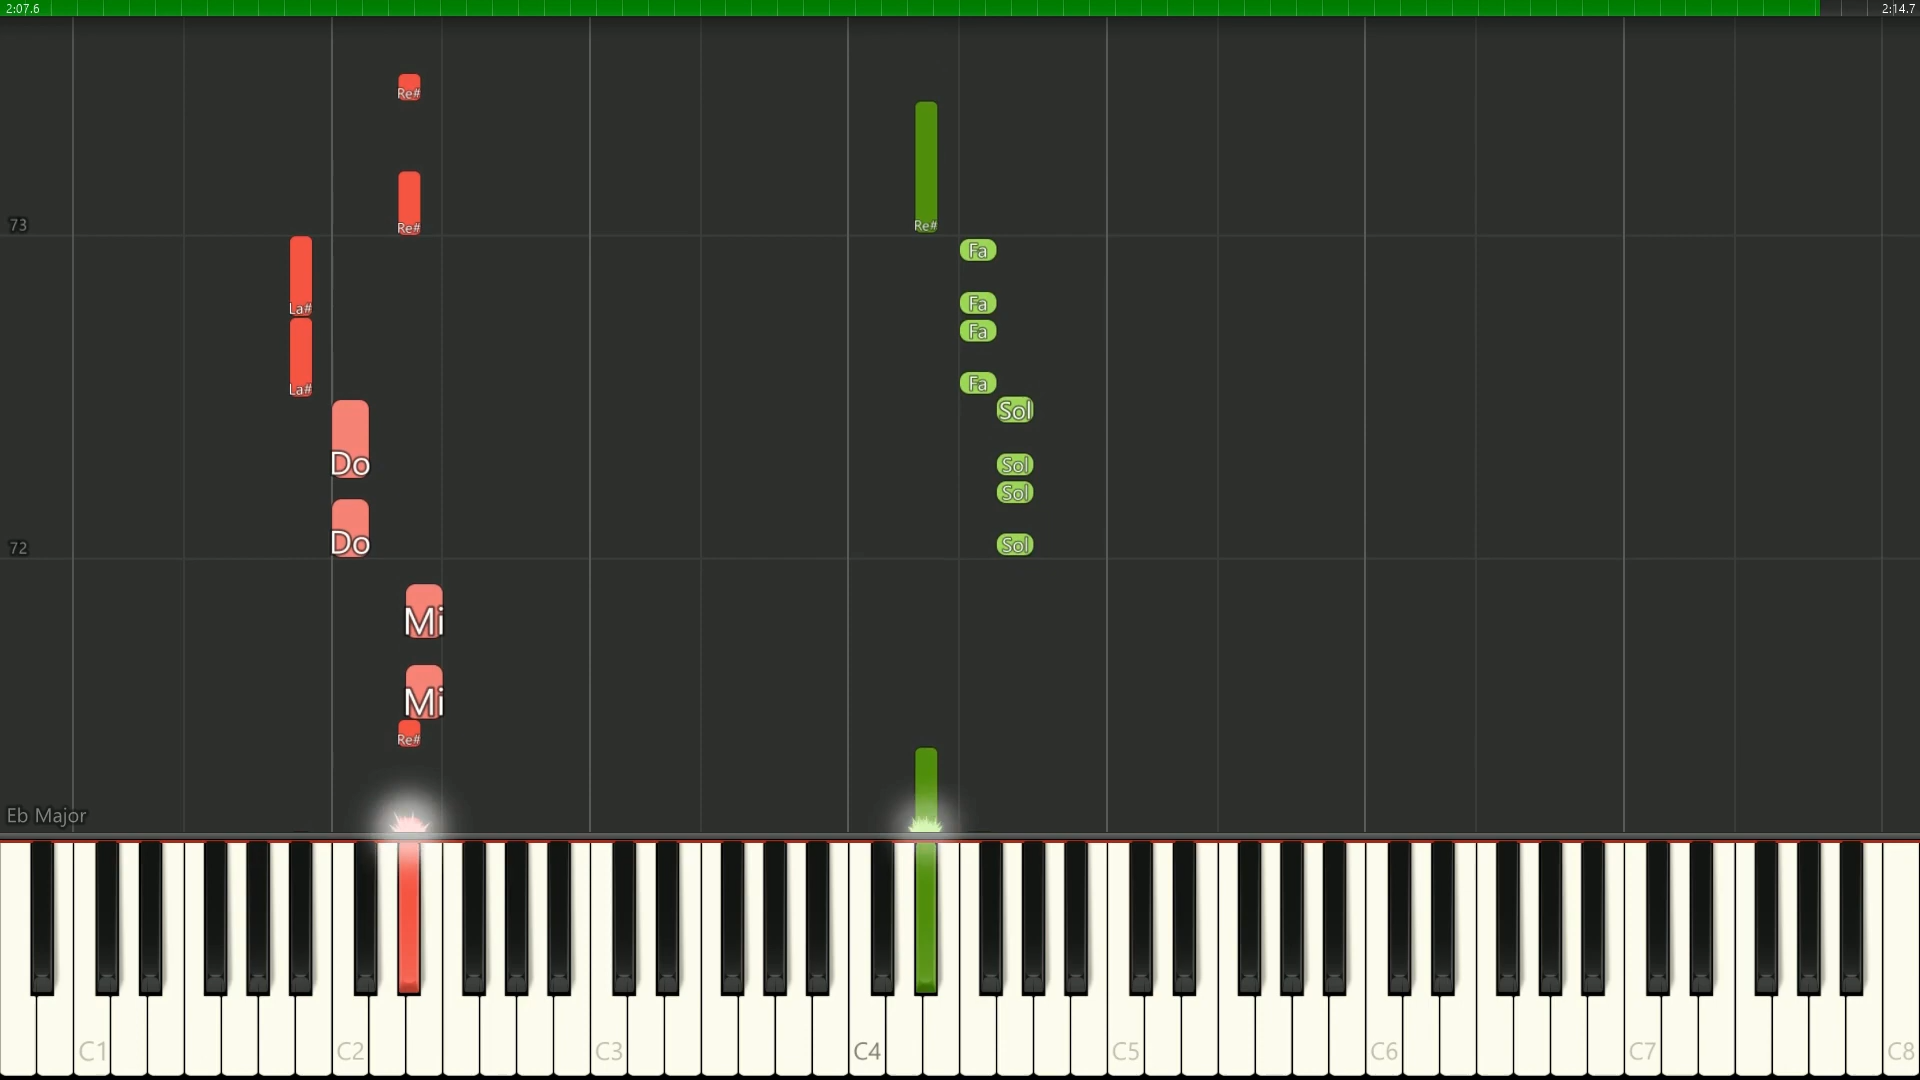 2:07.6 2:14.7
Re#
Re#
73 Re#
Fa
La# Fa
Fa
La# Fa
Sol
Do Sol
Sol
Do Sol
72
Mi
Mi
Re#
Eb Major
C1 C2 C3 C4 C5 C6 C7 C8